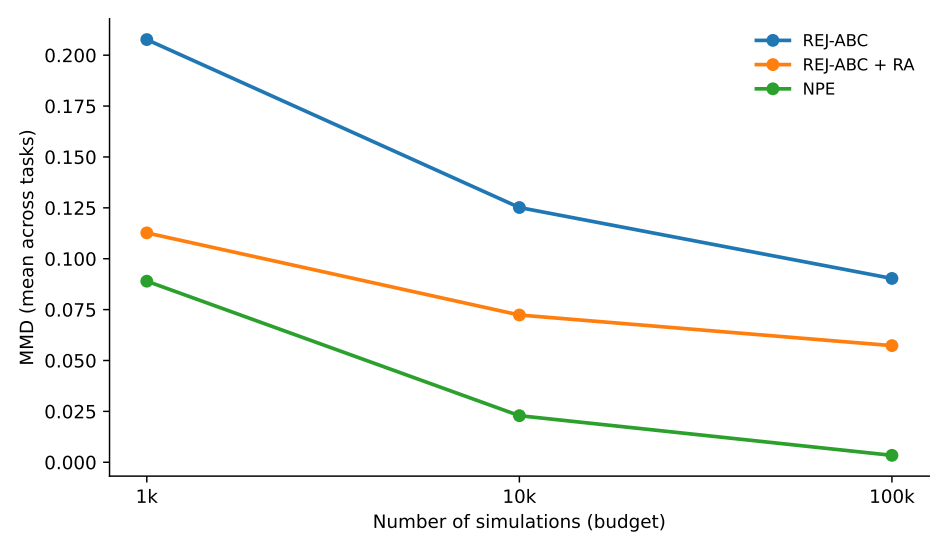 REJ-ABC
REJ-ABC + RA
NPE
MMD (mean across tasks)
0.200
0.175
0.150
0.125
0.100
0.075
0.050
0.025
0.000
1k 10k 100k
Number of simulations (budget)